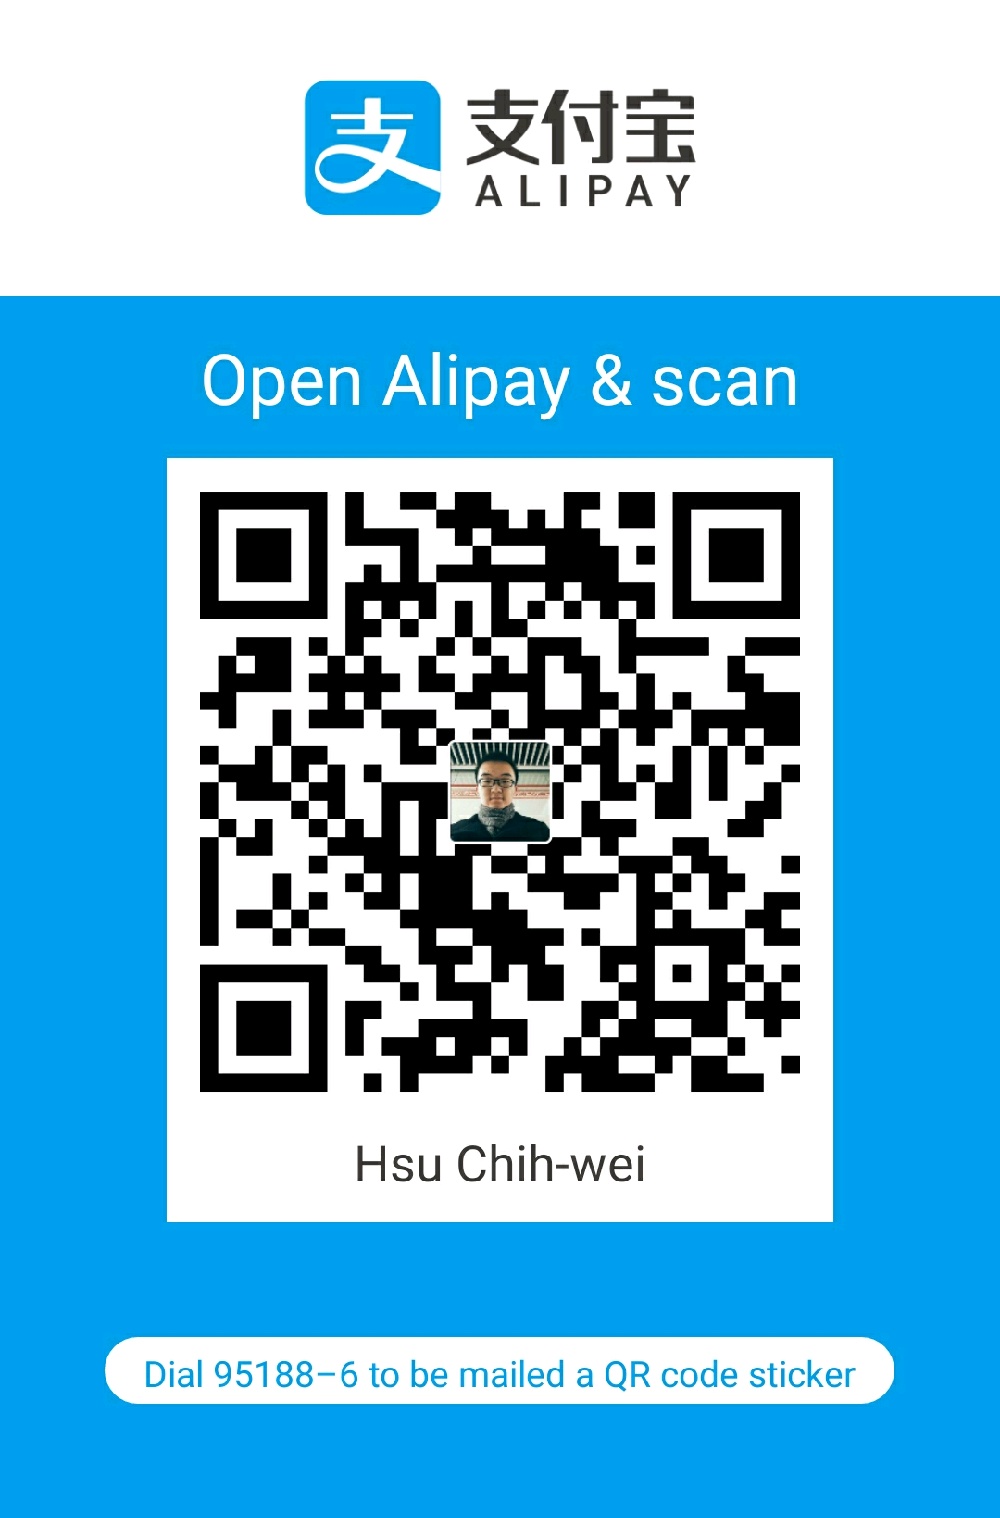 支
支付宝
ALIPAY
Open Alipay & scan
Hsu Chih-wei
Dial 95188-6 to be mailed a QR code sticker